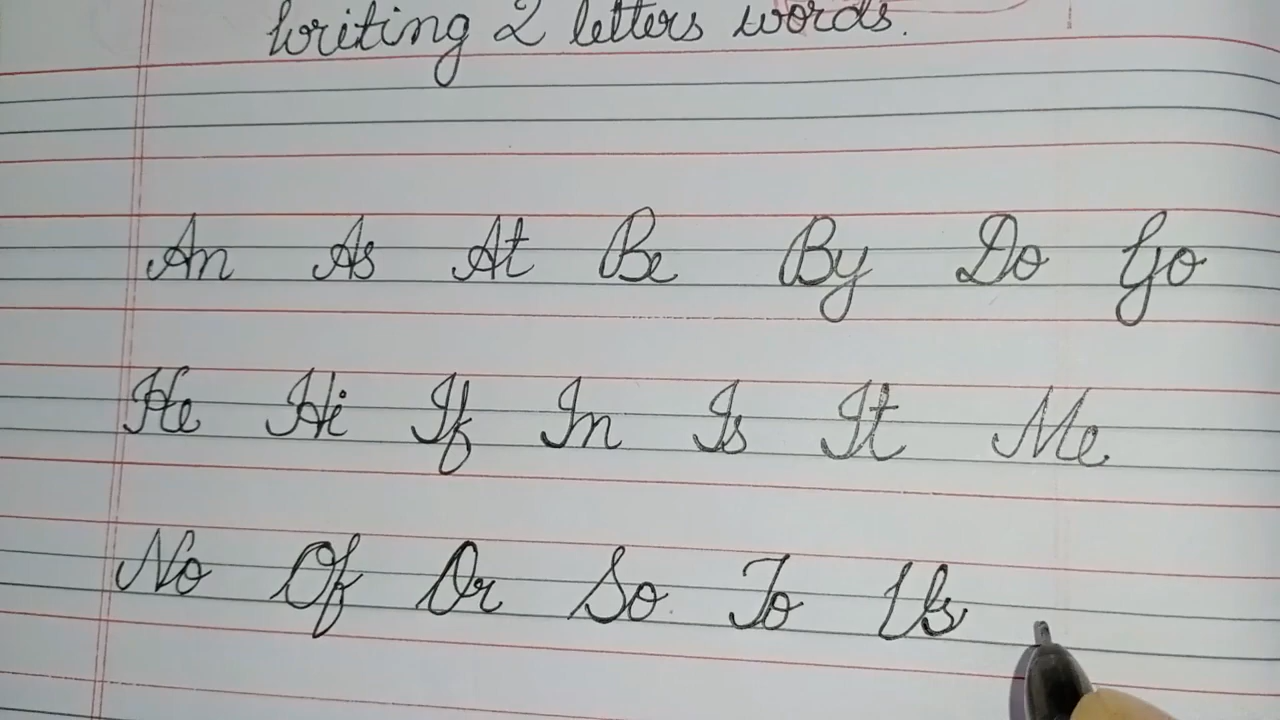 Writing 2 letters words.
An As At Be By Do Go
He Hi If In Is It Me
No Of Or So To Us